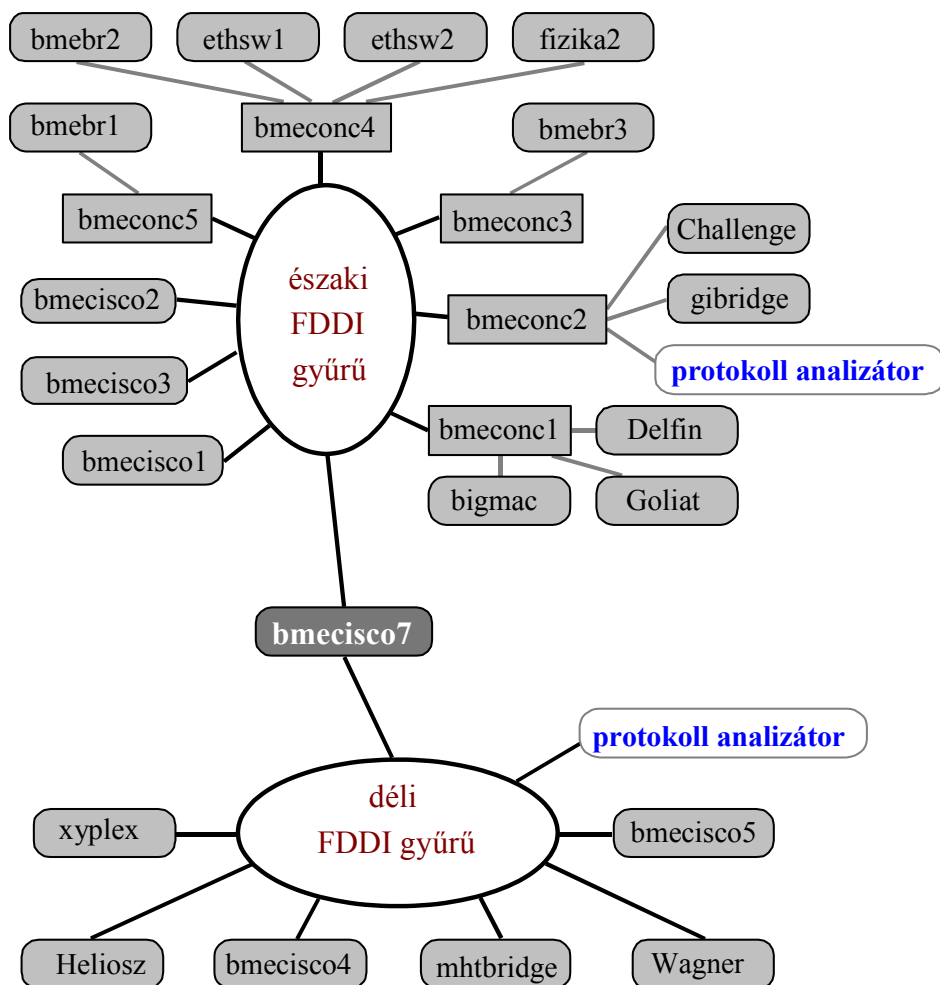 bmebr2
ethsw1
ethsw2
fizika2
bmebr1
bmeconc4
bmebr3
bmeconc5
bmeconc3
Challenge
bmecisco2
északi
FDDI
gyűrű
bmeconc2
gibridge
bmecisco3
protokoll analizátor
bmecisco1
bmeconc1
Delfin
bigmac
Goliat
bmecisco7
protokoll analizátor
xyplex
déli
FDDI gyűrű
bmecisco5
Heliosz
bmecisco4
mhtbridge
Wagner